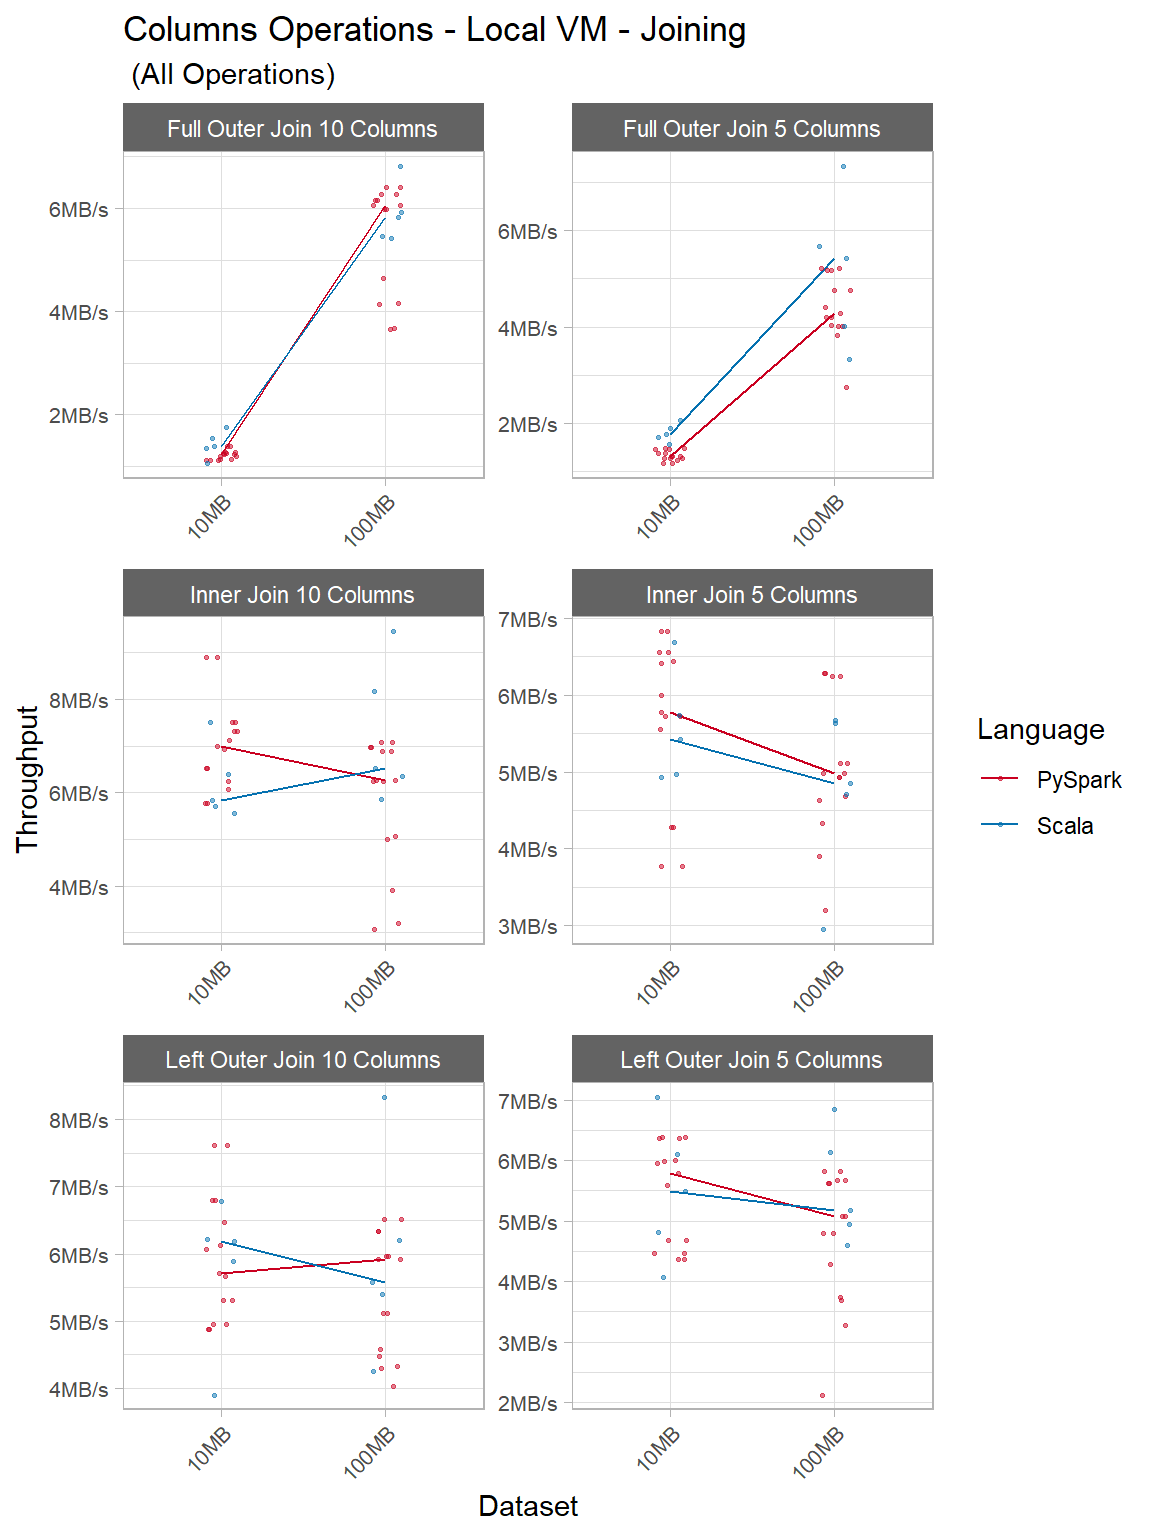 Columns Operations - Local VM - Joining
(All Operations)
Full Outer Join 10 Columns
Full Outer Join 5 Columns
6MB/s
4MB/s
2MB/s
6MB/s
4MB/s
2MB/s
10MB
100MB
10MB
100MB
Inner Join 10 Columns
Inner Join 5 Columns
8MB/s
6MB/s
4MB/s
7MB/s
6MB/s
5MB/s
4MB/s
3MB/s
10MB
100MB
10MB
100MB
Left Outer Join 10 Columns
Left Outer Join 5 Columns
8MB/s
7MB/s
6MB/s
5MB/s
4MB/s
7MB/s
6MB/s
5MB/s
4MB/s
3MB/s
2MB/s
10MB
100MB
10MB
100MB
Throughput
Dataset
Language
PySpark
Scala